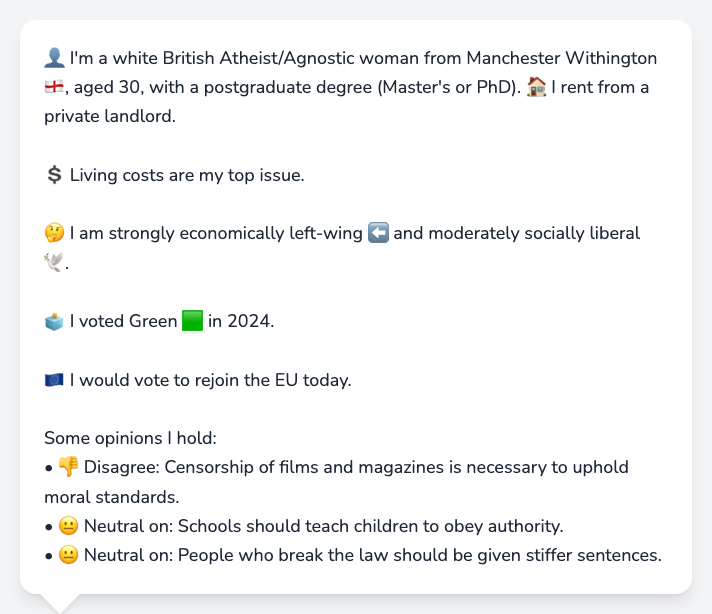 👤 I'm a white British Atheist/Agnostic woman from Manchester Withington
🏴󠁧󠁢󠁥󠁮󠁧󠁿, aged 30, with a postgraduate degree (Master's or PhD). 🏠 I rent from a
private landlord.
💲 Living costs are my top issue.
🤔 I am strongly economically left-wing ⬅️ and moderately socially liberal
🕊️.
🗳️ I voted Green 🟩 in 2024.
🇪🇺 I would vote to rejoin the EU today.
Some opinions I hold:
• 👎 Disagree: Censorship of films and magazines is necessary to uphold
moral standards.
• 😐 Neutral on: Schools should teach children to obey authority.
• 😐 Neutral on: People who break the law should be given stiffer sentences.